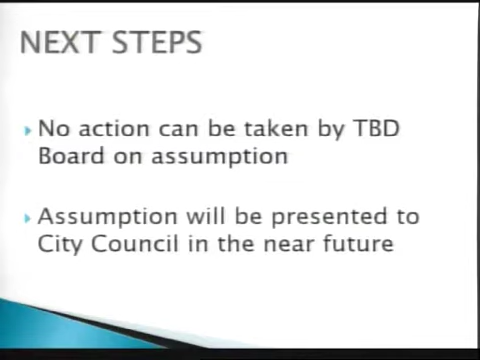 NEXT STEPS
No action can be taken by TBD
Board on assumption
Assumption will be presented to
City Council in the near future